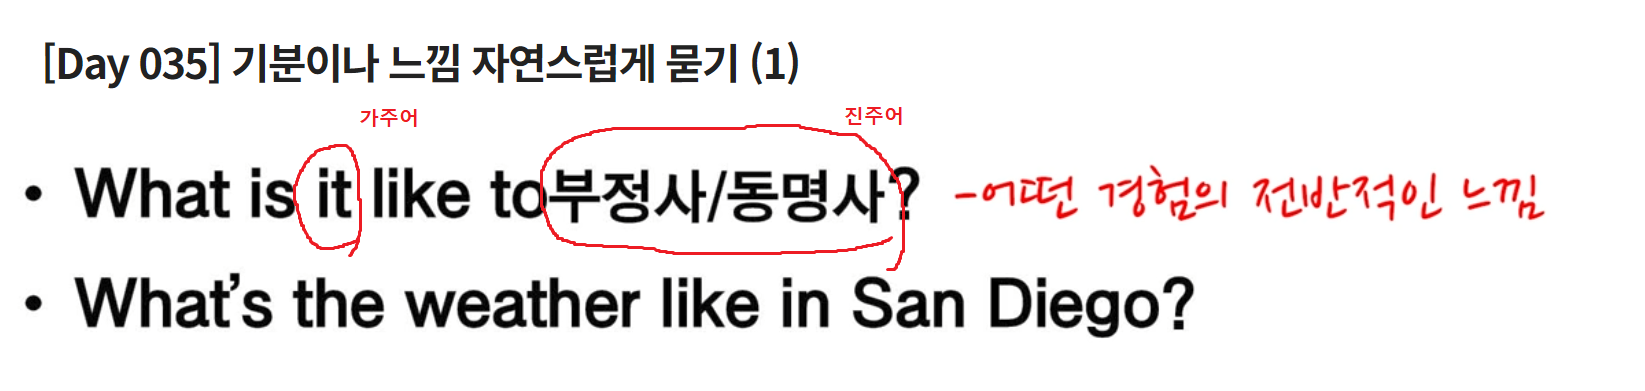 [Day 035] 기분이나 느낌 자연스럽게 묻기 (1)
가주어 진주어
• What is it like to부정사/동명사? -어떤 경험의 전반적인 느낌
• What's the weather like in San Diego?